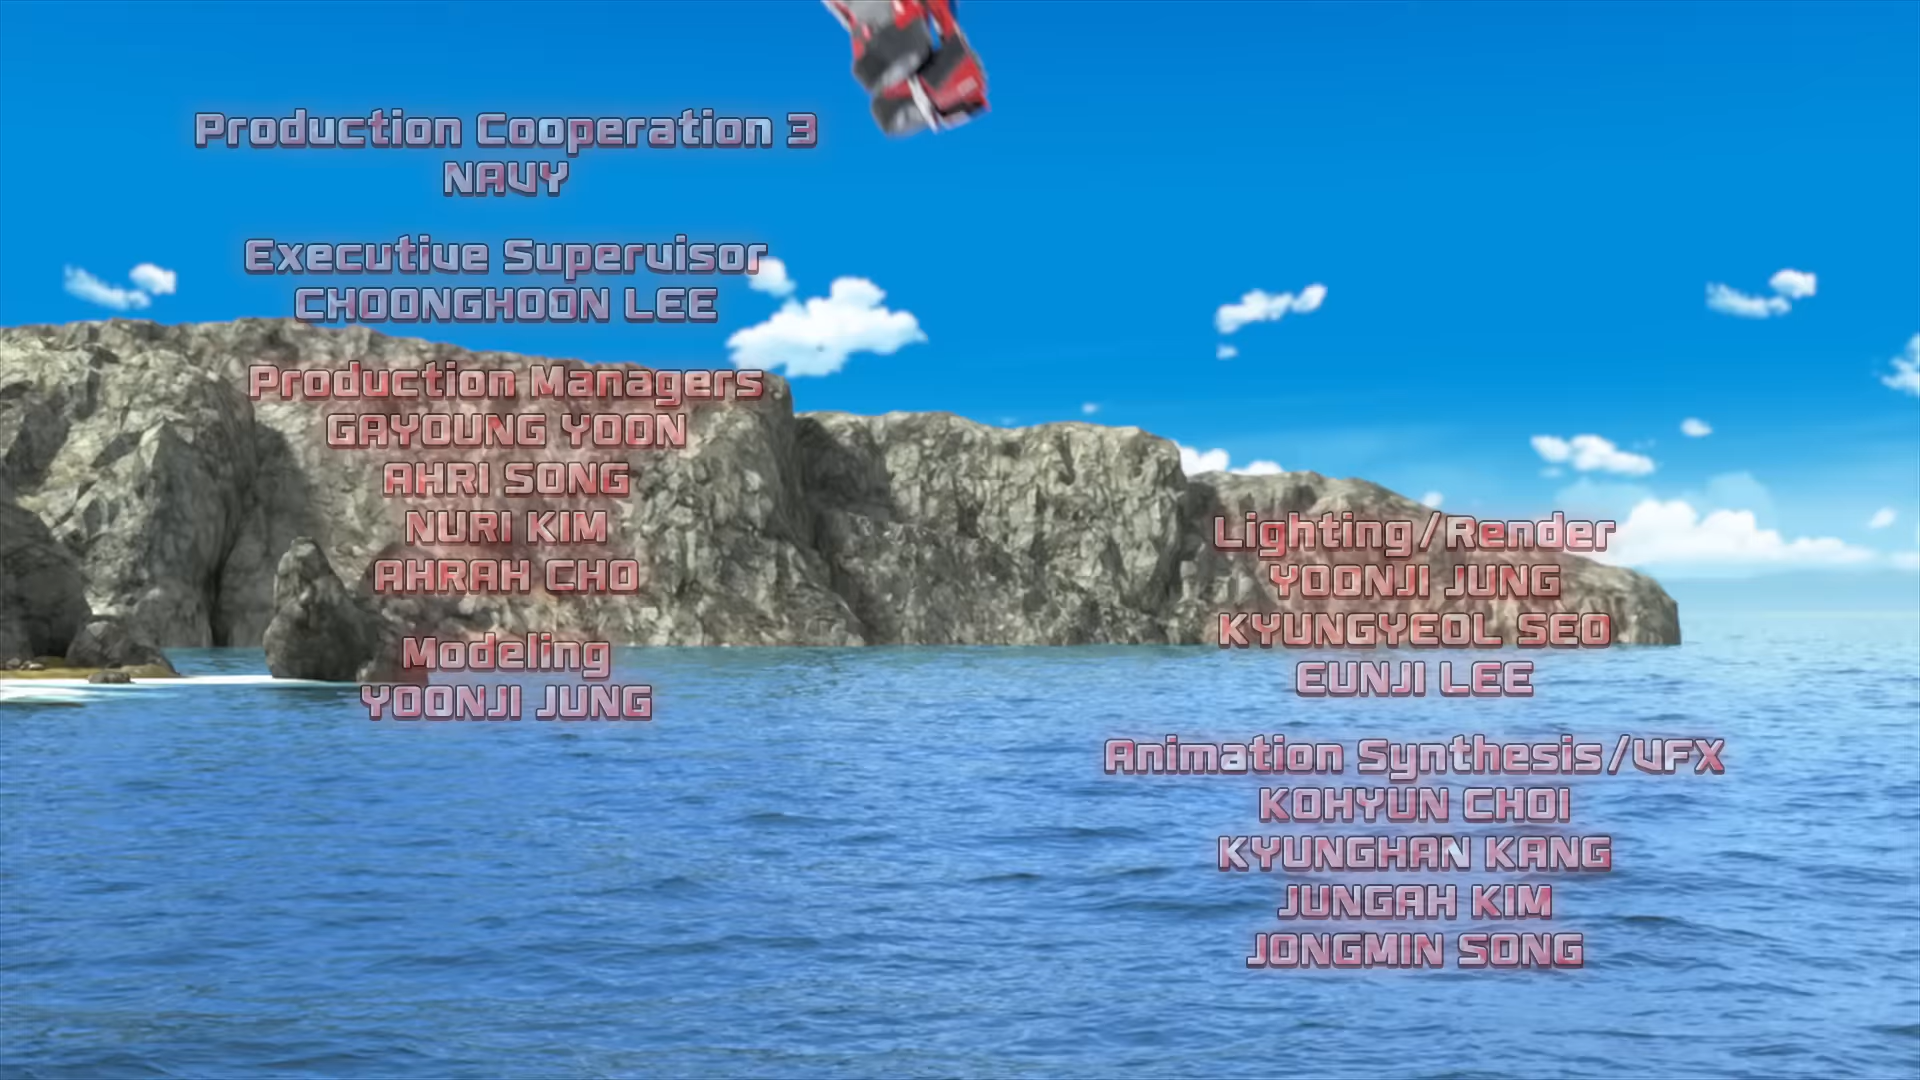 Production Cooperation 3
NAVY
Executive Supervisor
CHOONGHOON LEE
Production Managers
GAYOUNG YOON
AHRI SONG
NURI KIM
AHRAH CHO
Modeling
YOONJI JUNG
Lighting/Render
YOONJI JUNG
KYUNGYEOL SEO
EUNJI LEE
Animation Synthesis/VFX
KOHYUN CHOI
KYUNGHAN KANG
JUNGAH KIM
JONGMIN SONG